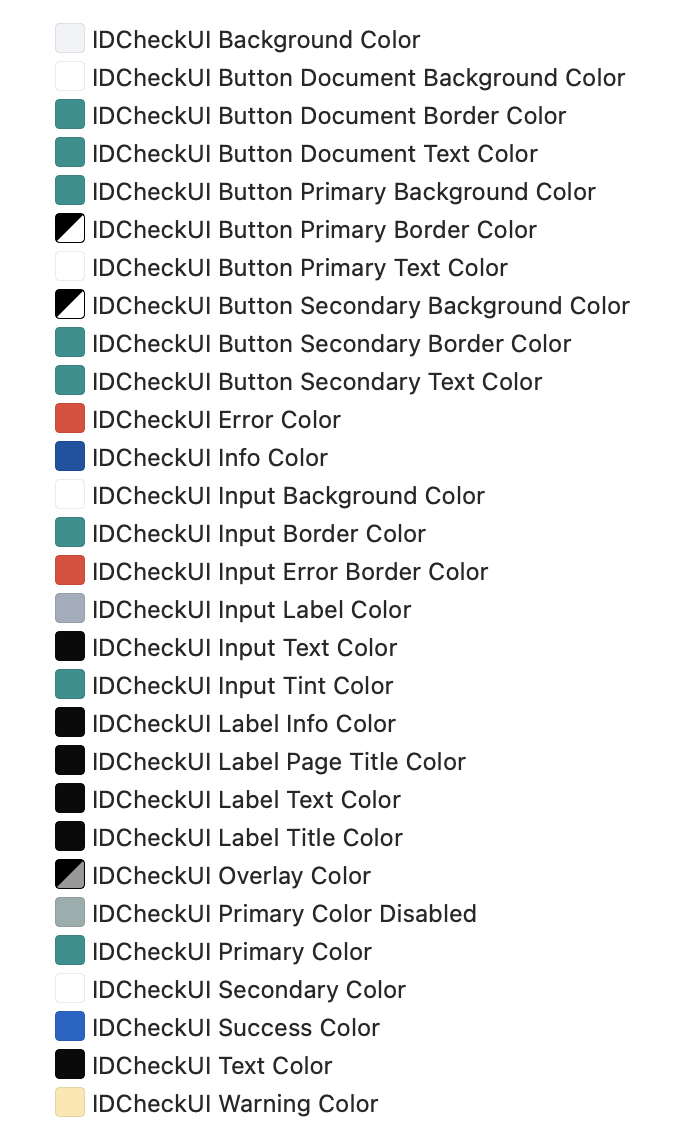 IDCheckUI Background Color
IDCheckUI Button Document Background Color
IDCheckUI Button Document Border Color
IDCheckUI Button Document Text Color
IDCheckUI Button Primary Background Color
IDCheckUI Button Primary Border Color
IDCheckUI Button Primary Text Color
IDCheckUI Button Secondary Background Color
IDCheckUI Button Secondary Border Color
IDCheckUI Button Secondary Text Color
IDCheckUI Error Color
IDCheckUI Info Color
IDCheckUI Input Background Color
IDCheckUI Input Border Color
IDCheckUI Input Error Border Color
IDCheckUI Input Label Color
IDCheckUI Input Text Color
IDCheckUI Input Tint Color
IDCheckUI Label Info Color
IDCheckUI Label Page Title Color
IDCheckUI Label Text Color
IDCheckUI Label Title Color
IDCheckUI Overlay Color
IDCheckUI Primary Color Disabled
IDCheckUI Primary Color
IDCheckUI Secondary Color
IDCheckUI Success Color
IDCheckUI Text Color
IDCheckUI Warning Color